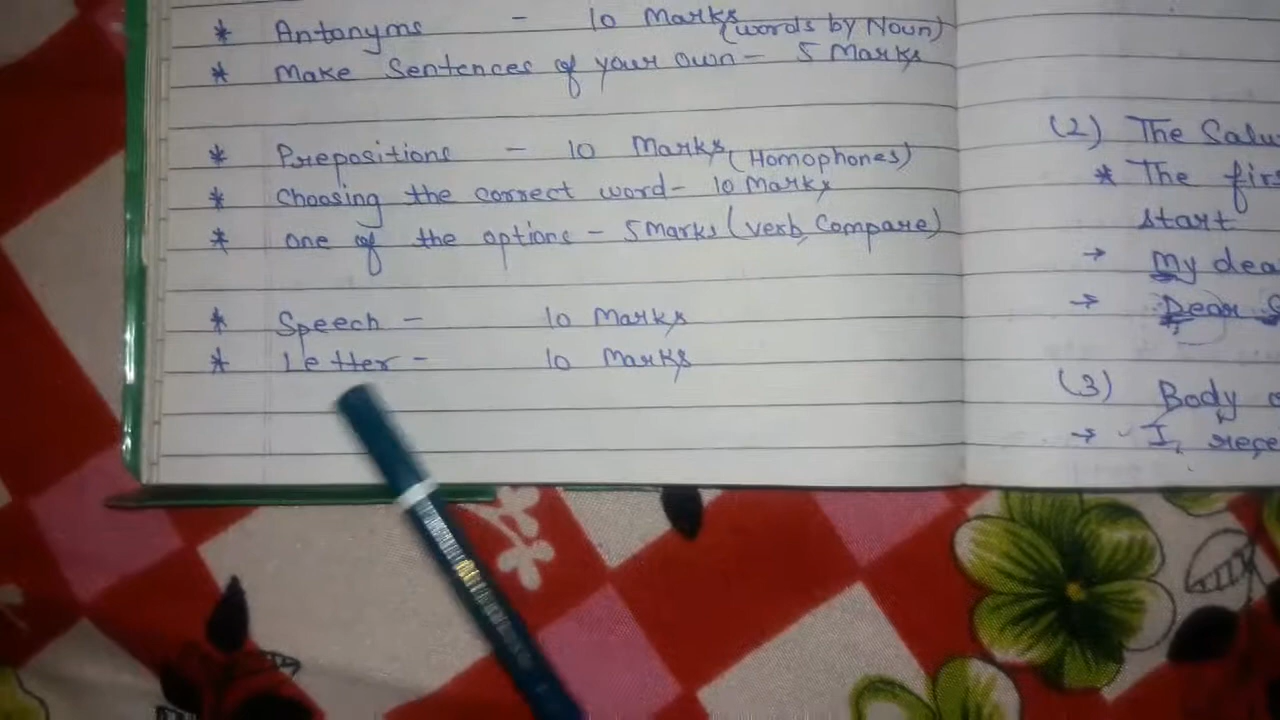 * Antonyms - 10 Marks
(words by Noun)
* Make Sentences of your own - 5 Marks
* Prepositions - 10 Marks
(Homophones)
* Choosing the correct word - 10 Marks
* one of the options - 5 Marks (verb, Compare)
* Speech - 10 Marks
* Letter - 10 Marks
(2) The Salu
* The firs
start
→ My dea
→ Dear S
(3) Body o
→ I, rece